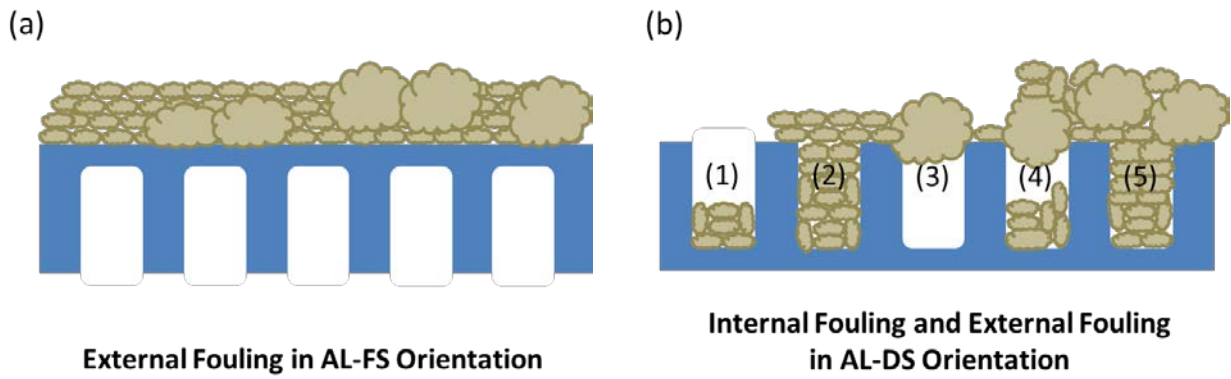 (a)
(b)
(1)
(2)
(3)
(4)
(5)
External Fouling in AL-FS Orientation
Internal Fouling and External Fouling
in AL-DS Orientation